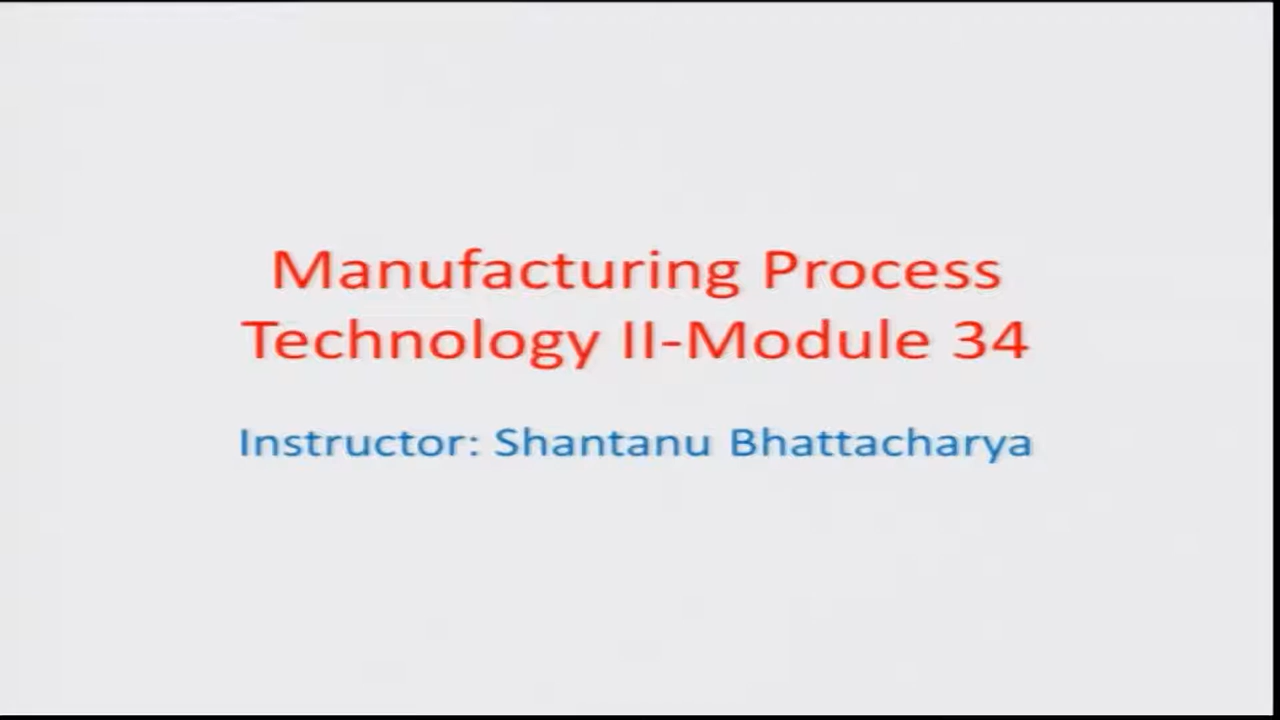 Manufacturing Process
Technology II-Module 34
Instructor: Shantanu Bhattacharya